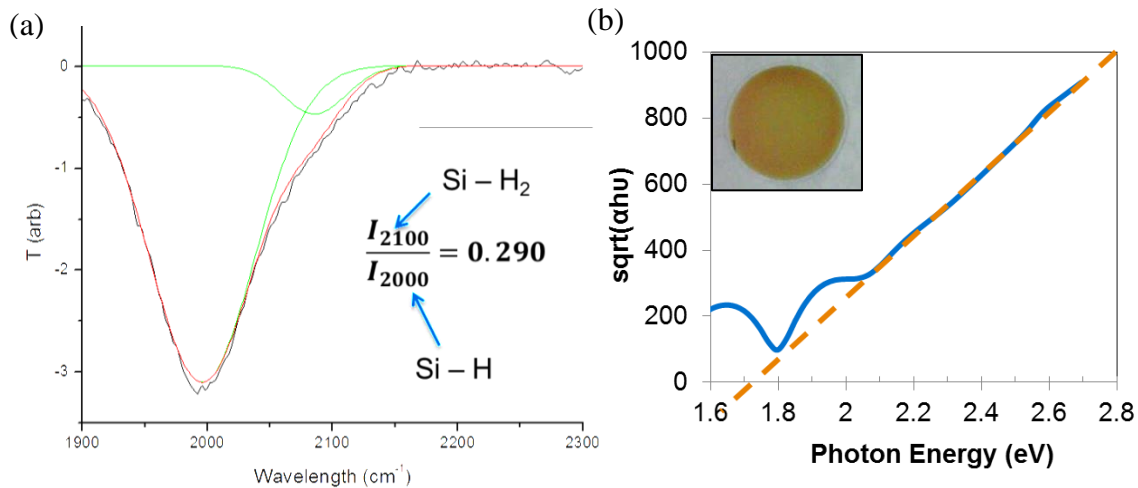 (a)
0
-1
-2
-3
T (arb)
1900 2000 2100 2200 2300
Wavelength (cm⁻¹)
Si – H₂
I₂₁₀₀
I₂₀₀₀
= 0.290
Si – H
(b)
1000
800
600
400
200
0
sqrt(αhυ)
1.6 1.8 2 2.2 2.4 2.6 2.8
Photon Energy (eV)